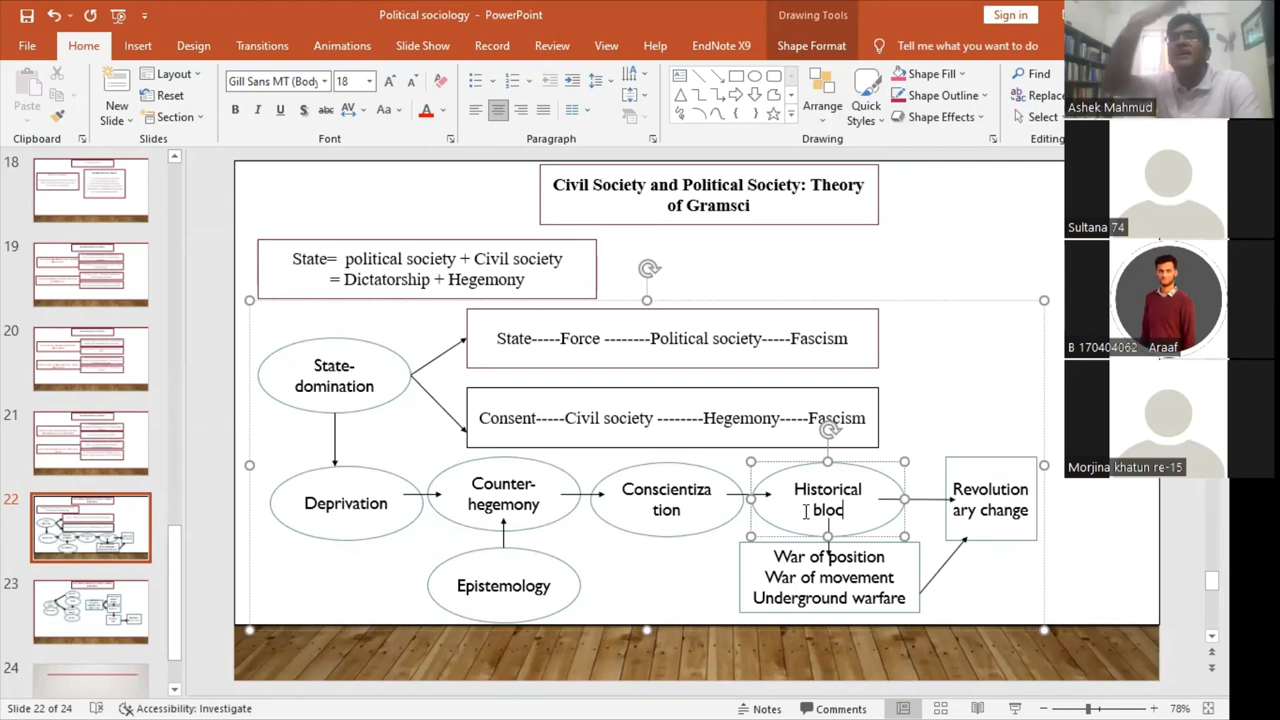 Political sociology - PowerPoint
Drawing Tools
Sign in
File
Home
Insert
Design
Transitions
Animations
Slide Show
Record
Review
View
Help
EndNote X9
Shape Format
Tell me what you want to do
Paste
New
Slide
Layout
Reset
Section
Gill Sans MT (Body
18
B
I
U
S
ab
AV
Aa
A
Arrange
Quick
Styles
Shape Fill
Shape Outline
Shape Effects
Find
Replace
Select
Clipboard
Slides
Font
Paragraph
Drawing
Editing
Ashek Mahmud
Sultana 74
B 170404062 Araaf
Morjina khatun re-15
18
19
20
21
22
23
24
Civil Society and Political Society: Theory
of Gramsci
State= political society + Civil society
= Dictatorship + Hegemony
State-----Force --------Political society-----Fascism
State-
domination
Consent-----Civil society --------Hegemony-----Fascism
Deprivation
Counter-
hegemony
Conscientiza
tion
Historical
bloc
Revolution
ary change
Epistemology
War of position
War of movement
Underground warfare
Slide 22 of 24
Accessibility: Investigate
Notes
Comments
78%